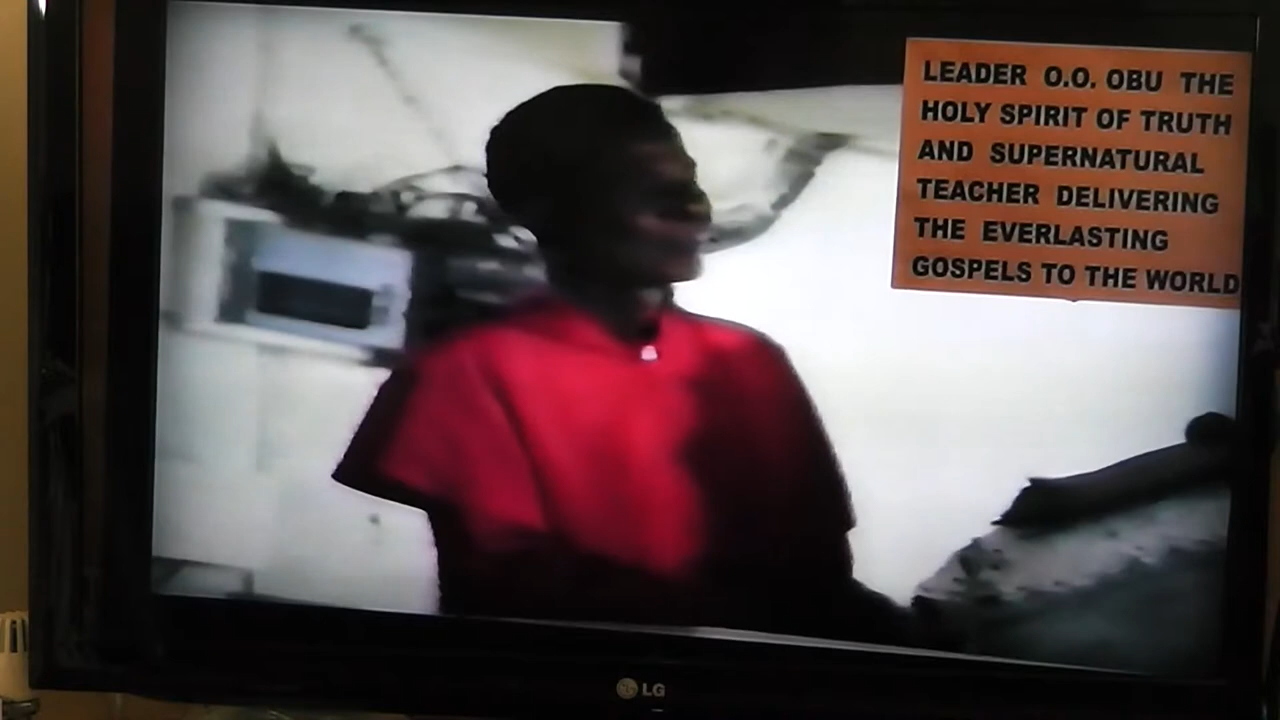 LEADER O.O. OBU THE
HOLY SPIRIT OF TRUTH
AND SUPERNATURAL
TEACHER DELIVERING
THE EVERLASTING
GOSPELS TO THE WORLD
LG